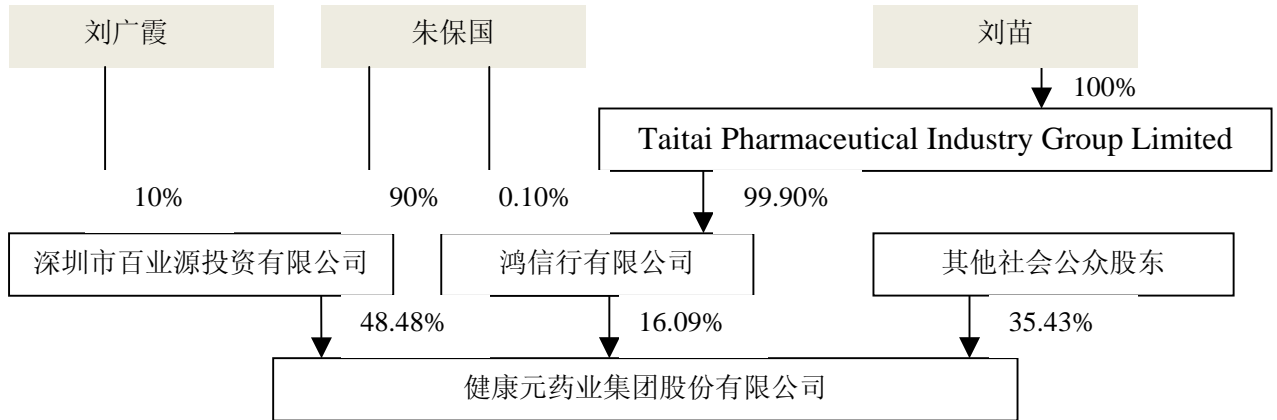 刘广霞 朱保国 刘苗
100%
Taitai Pharmaceutical Industry Group Limited
10% 90% 0.10% 99.90%
深圳市百业源投资有限公司 鸿信行有限公司 其他社会公众股东
48.48% 16.09% 35.43%
健康元药业集团股份有限公司